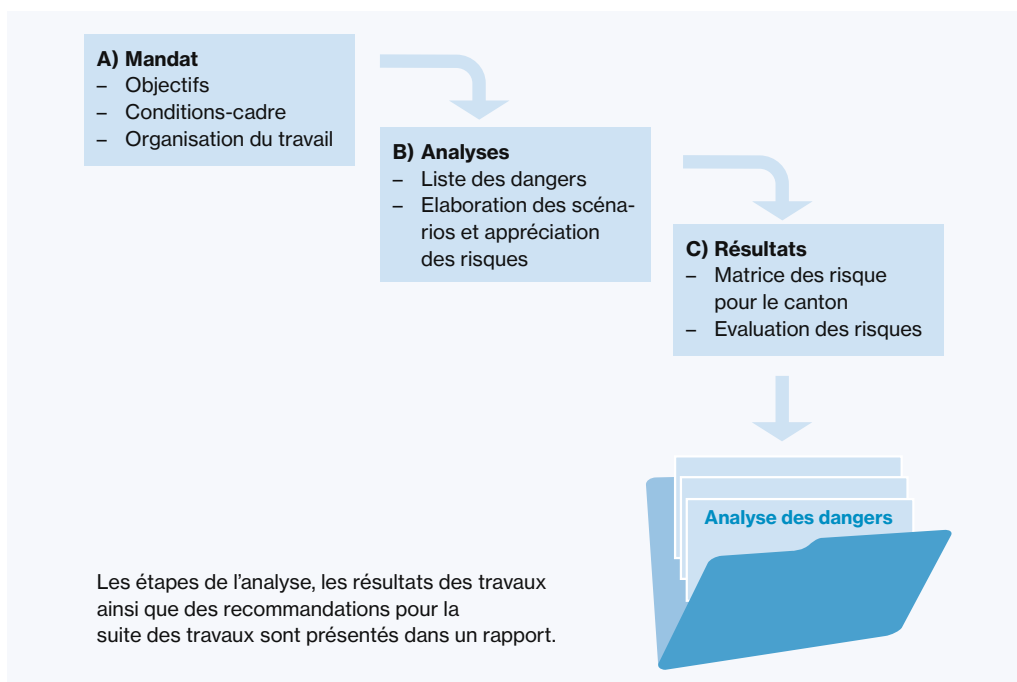 A) Mandat
– Objectifs
– Conditions-cadre
– Organisation du travail
B) Analyses
– Liste des dangers
– Elaboration des scéna-
rios et appréciation
des risques
C) Résultats
– Matrice des risque
pour le canton
– Evaluation des risques
Analyse des dangers
Les étapes de l’analyse, les résultats des travaux
ainsi que des recommandations pour la
suite des travaux sont présentés dans un rapport.